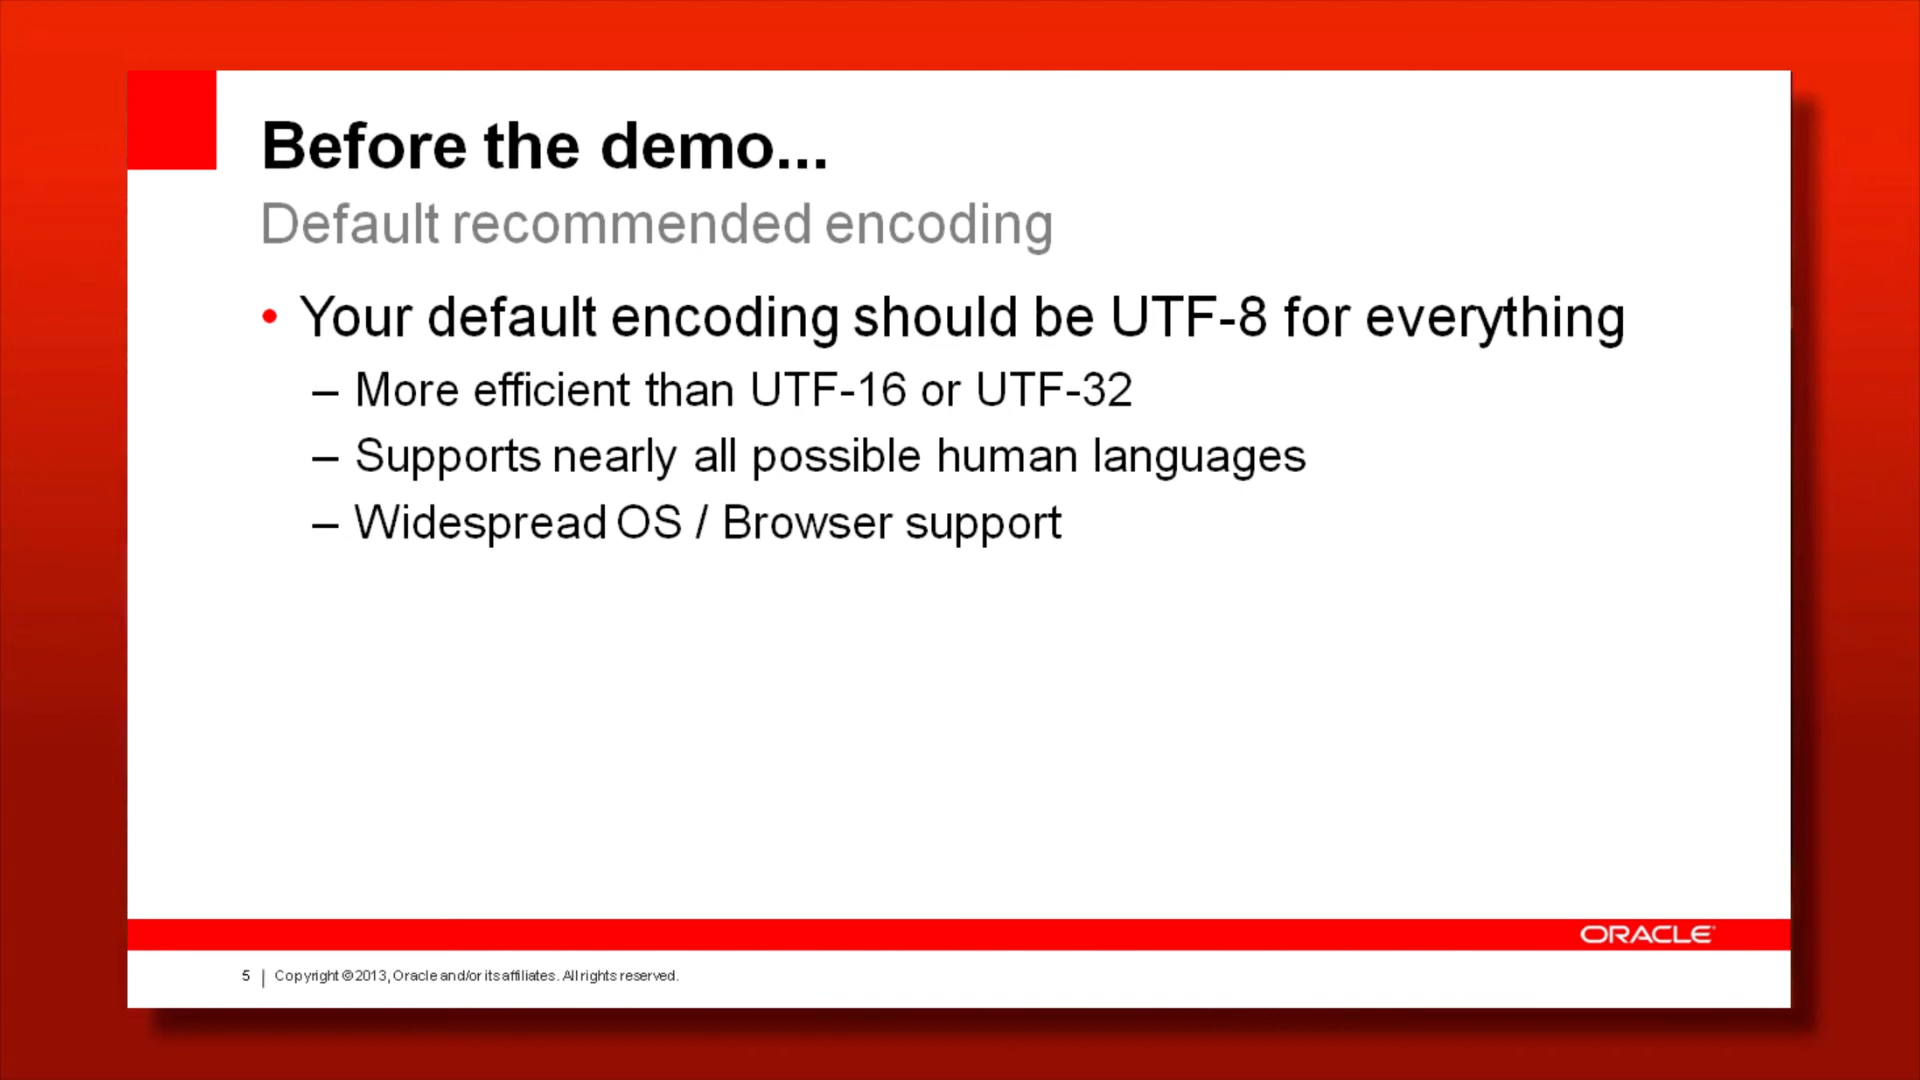 Before the demo...
Default recommended encoding
• Your default encoding should be UTF-8 for everything
– More efficient than UTF-16 or UTF-32
– Supports nearly all possible human languages
– Widespread OS / Browser support
ORACLE
5 | Copyright © 2013, Oracle and/or its affiliates. All rights reserved.